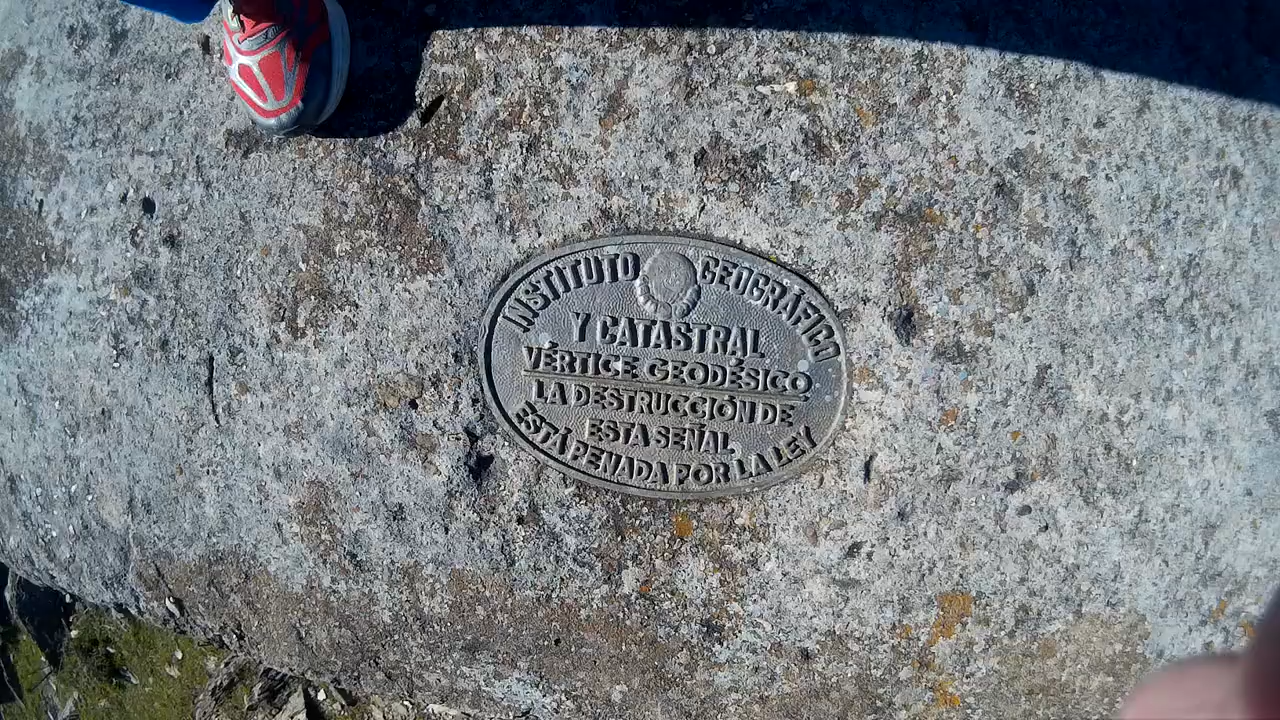 INSTITUTO GEOGRÁFICO
Y CATASTRAL
VÉRTICE GEODÉSICO
LA DESTRUCCIÓN DE
ESTA SEÑAL
ESTÁ PENADA POR LA LEY